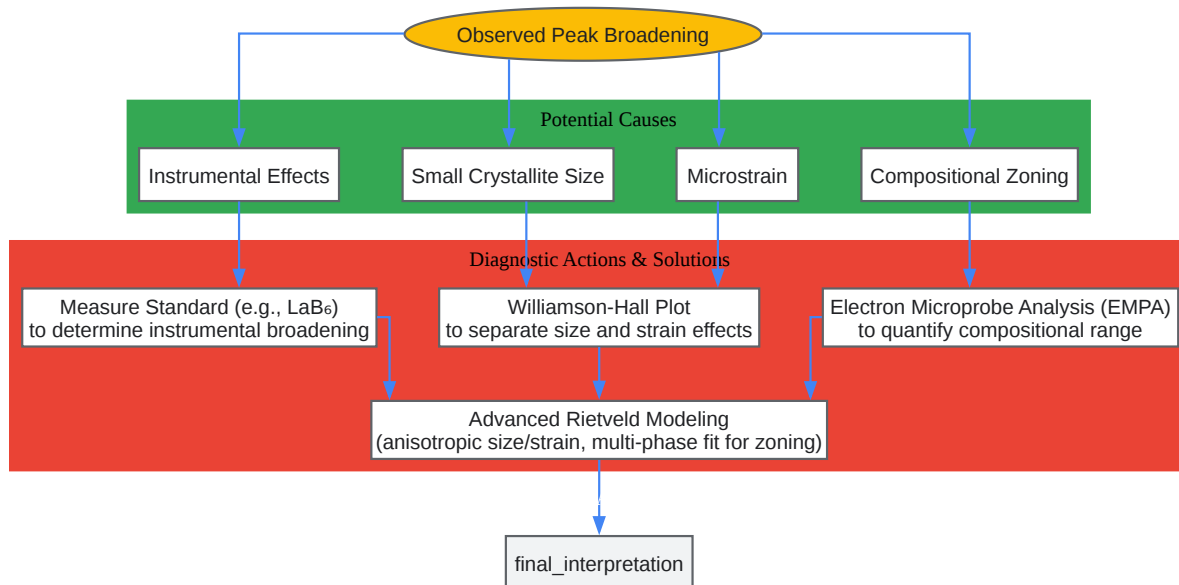 Observed Peak Broadening
Potential Causes
Instrumental Effects
Small Crystallite Size
Microstrain
Compositional Zoning
Diagnostic Actions & Solutions
Measure Standard (e.g., LaB₆)
to determine instrumental broadening
Williamson-Hall Plot
to separate size and strain effects
Electron Microprobe Analysis (EMPA)
to quantify compositional range
Advanced Rietveld Modeling
(anisotropic size/strain, multi-phase fit for zoning)
final_interpretation